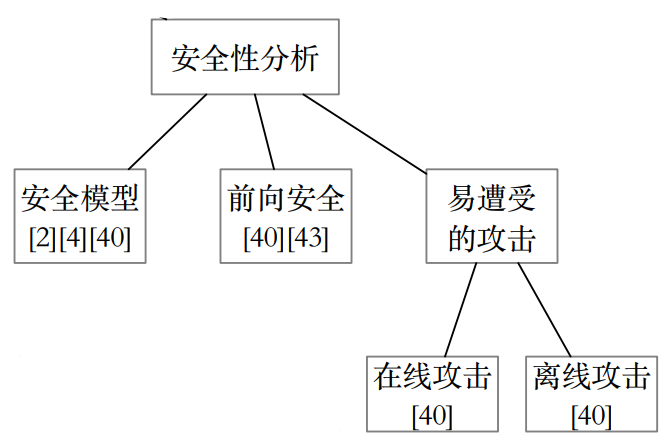 安全性分析
安全模型
[2][4][40]
前向安全
[40][43]
易遭受
的攻击
在线攻击
[40]
离线攻击
[40]